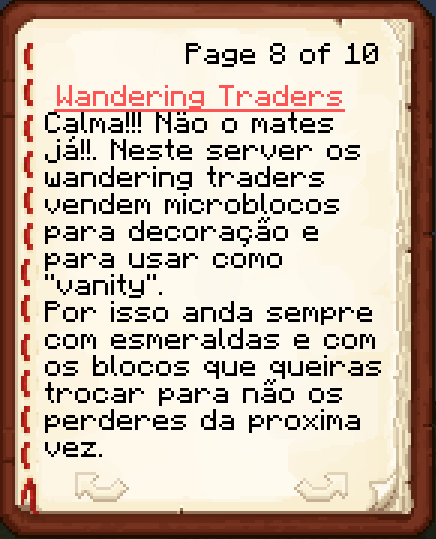 Page 8 of 10
Wandering Traders
Calma!!! Não o mates
já!!. Neste server os
wandering traders
vendem microblocos
para decoração e
para usar como
"vanity".
Por isso anda sempre
com esmeraldas e com
os blocos que queiras
trocar para não os
perderes da proxima
vez.